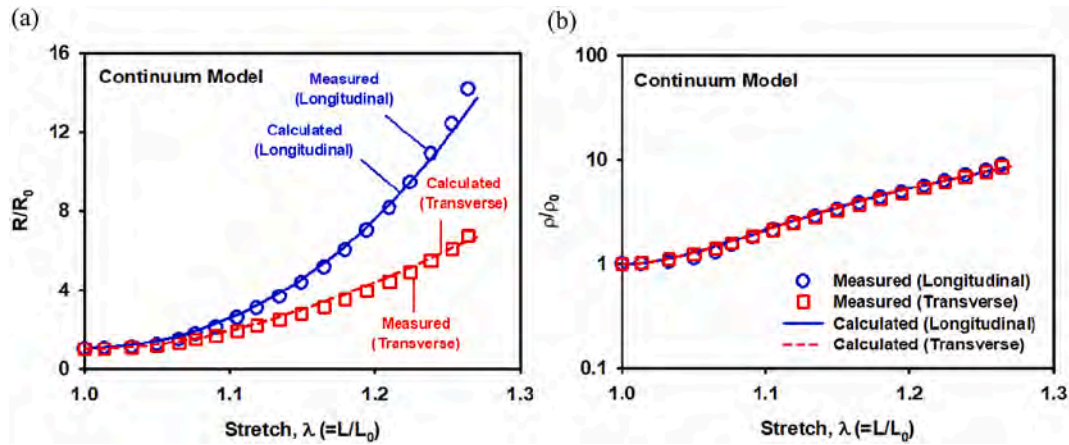 (a)
Continuum Model
Measured
(Longitudinal)
Calculated
(Longitudinal)
Calculated
(Transverse)
Measured
(Transverse)
R/R0
16
12
8
4
0
1.0
1.1
1.2
1.3
Stretch, λ (=L/L0)
(b)
Continuum Model
ρ/ρ0
100
10
1
0.1
Measured (Longitudinal)
Measured (Transverse)
Calculated (Longitudinal)
Calculated (Transverse)
1.0
1.1
1.2
1.3
Stretch, λ (=L/L0)